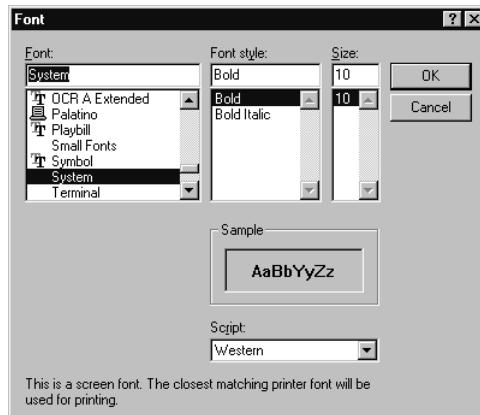 Font
Font:
System
OCR A Extended
Palatino
Playbill
Small Fonts
Symbol
System
Terminal
Font style:
Bold
Bold
Bold Italic
Size:
10
10
OK
Cancel
Sample
AaBbYyZz
Script:
Western
This is a screen font. The closest matching printer font will be
used for printing.